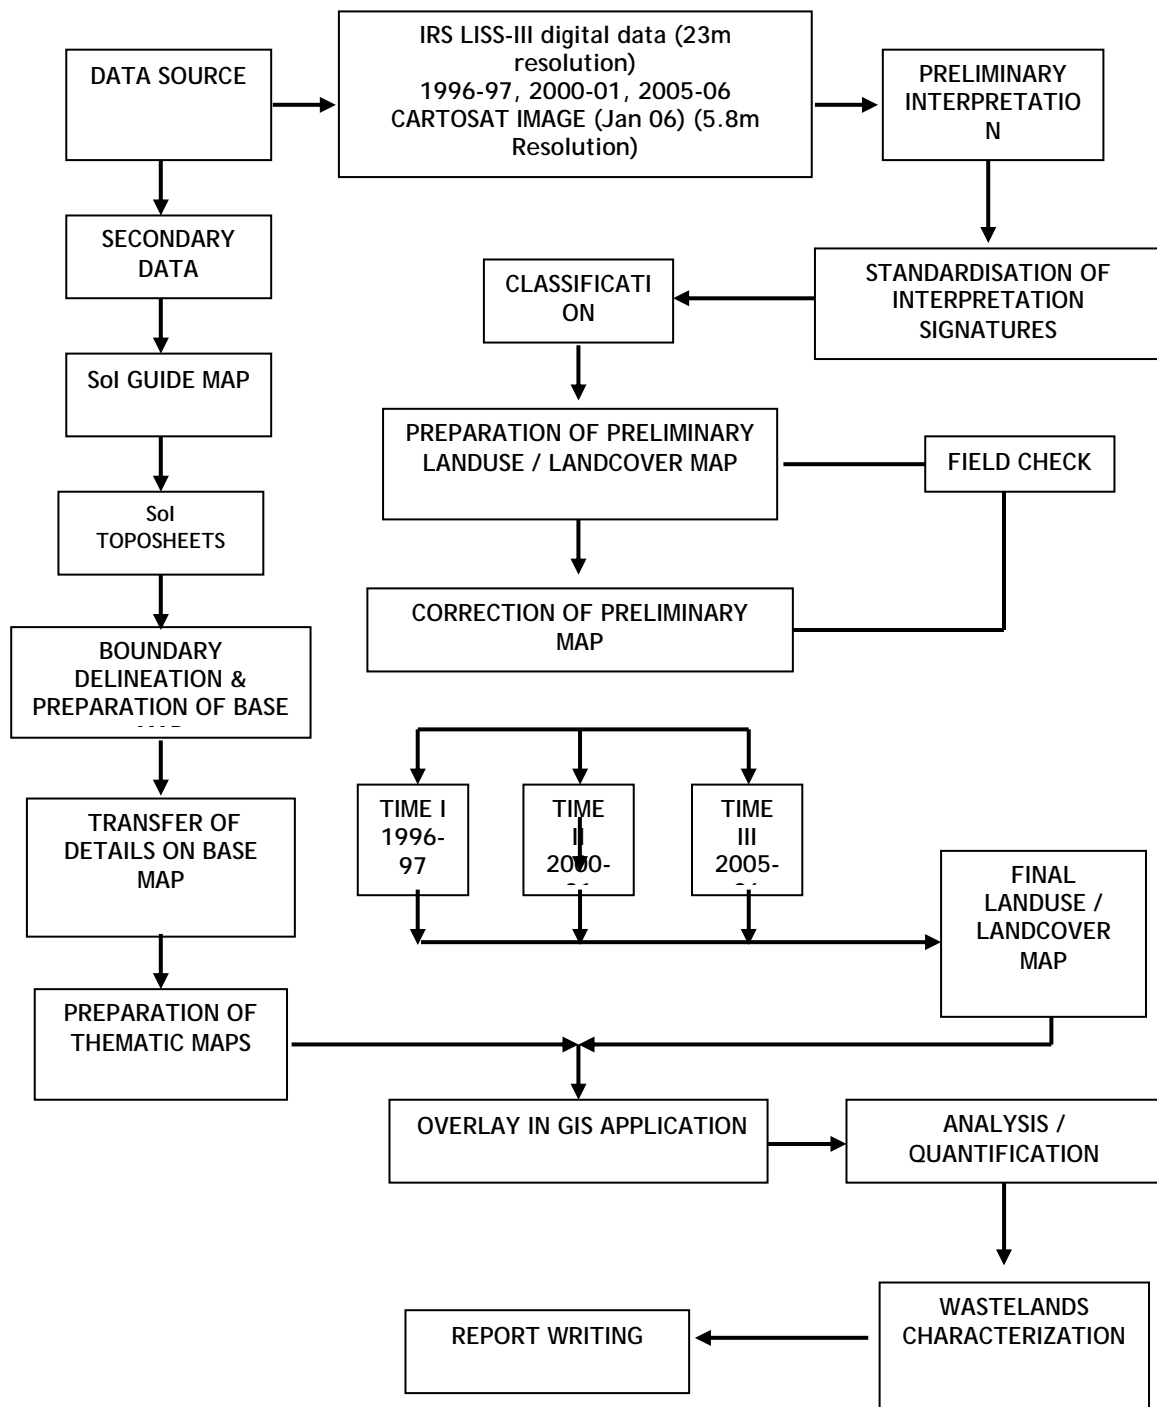 DATA SOURCE
IRS LISS-III digital data (23m
resolution)
1996-97, 2000-01, 2005-06
CARTOSAT IMAGE (Jan 06) (5.8m
Resolution)
PRELIMINARY
INTERPRETATIO
N
SECONDARY
DATA
CLASSIFICATI
ON
STANDARDISATION OF
INTERPRETATION
SIGNATURES
SoI GUIDE MAP
PREPARATION OF PRELIMINARY
LANDUSE / LANDCOVER MAP
FIELD CHECK
SoI
TOPOSHEETS
CORRECTION OF PRELIMINARY
MAP
BOUNDARY
DELINEATION &
PREPARATION OF BASE
TRANSFER OF
DETAILS ON BASE
MAP
TIME I
1996-
97
TIME
II
2000-
TIME
III
2005-
FINAL
LANDUSE /
LANDCOVER
MAP
PREPARATION OF
THEMATIC MAPS
OVERLAY IN GIS APPLICATION
ANALYSIS /
QUANTIFICATION
WASTELANDS
CHARACTERIZATION
REPORT WRITING